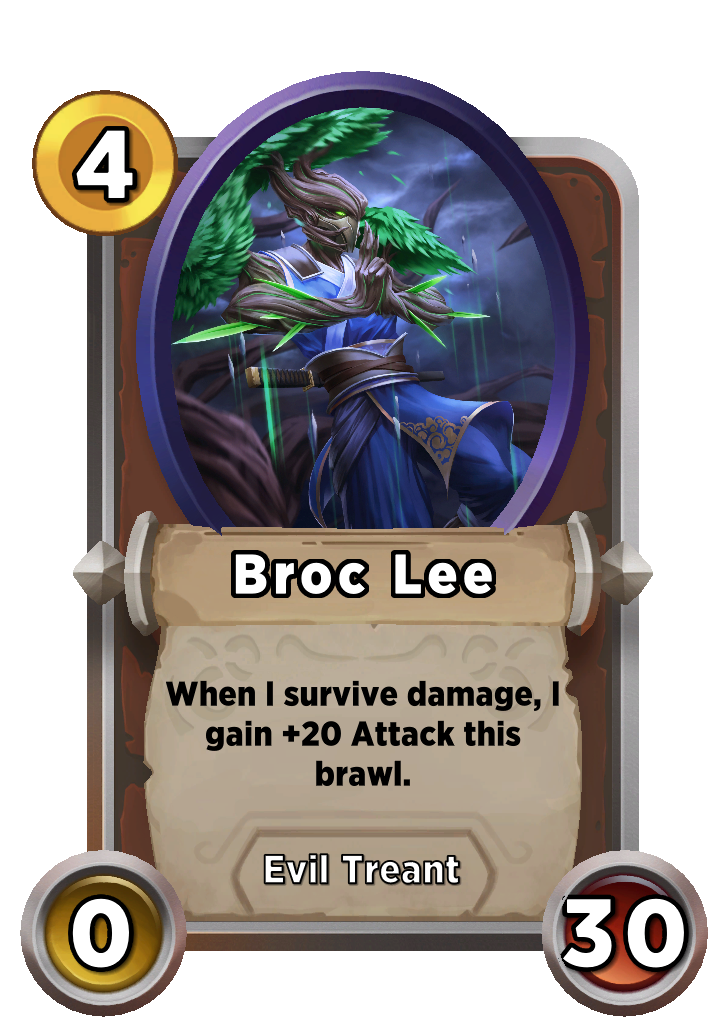 4
Broc Lee
When I survive damage, I
gain +20 Attack this
brawl.
Evil Treant
0
30